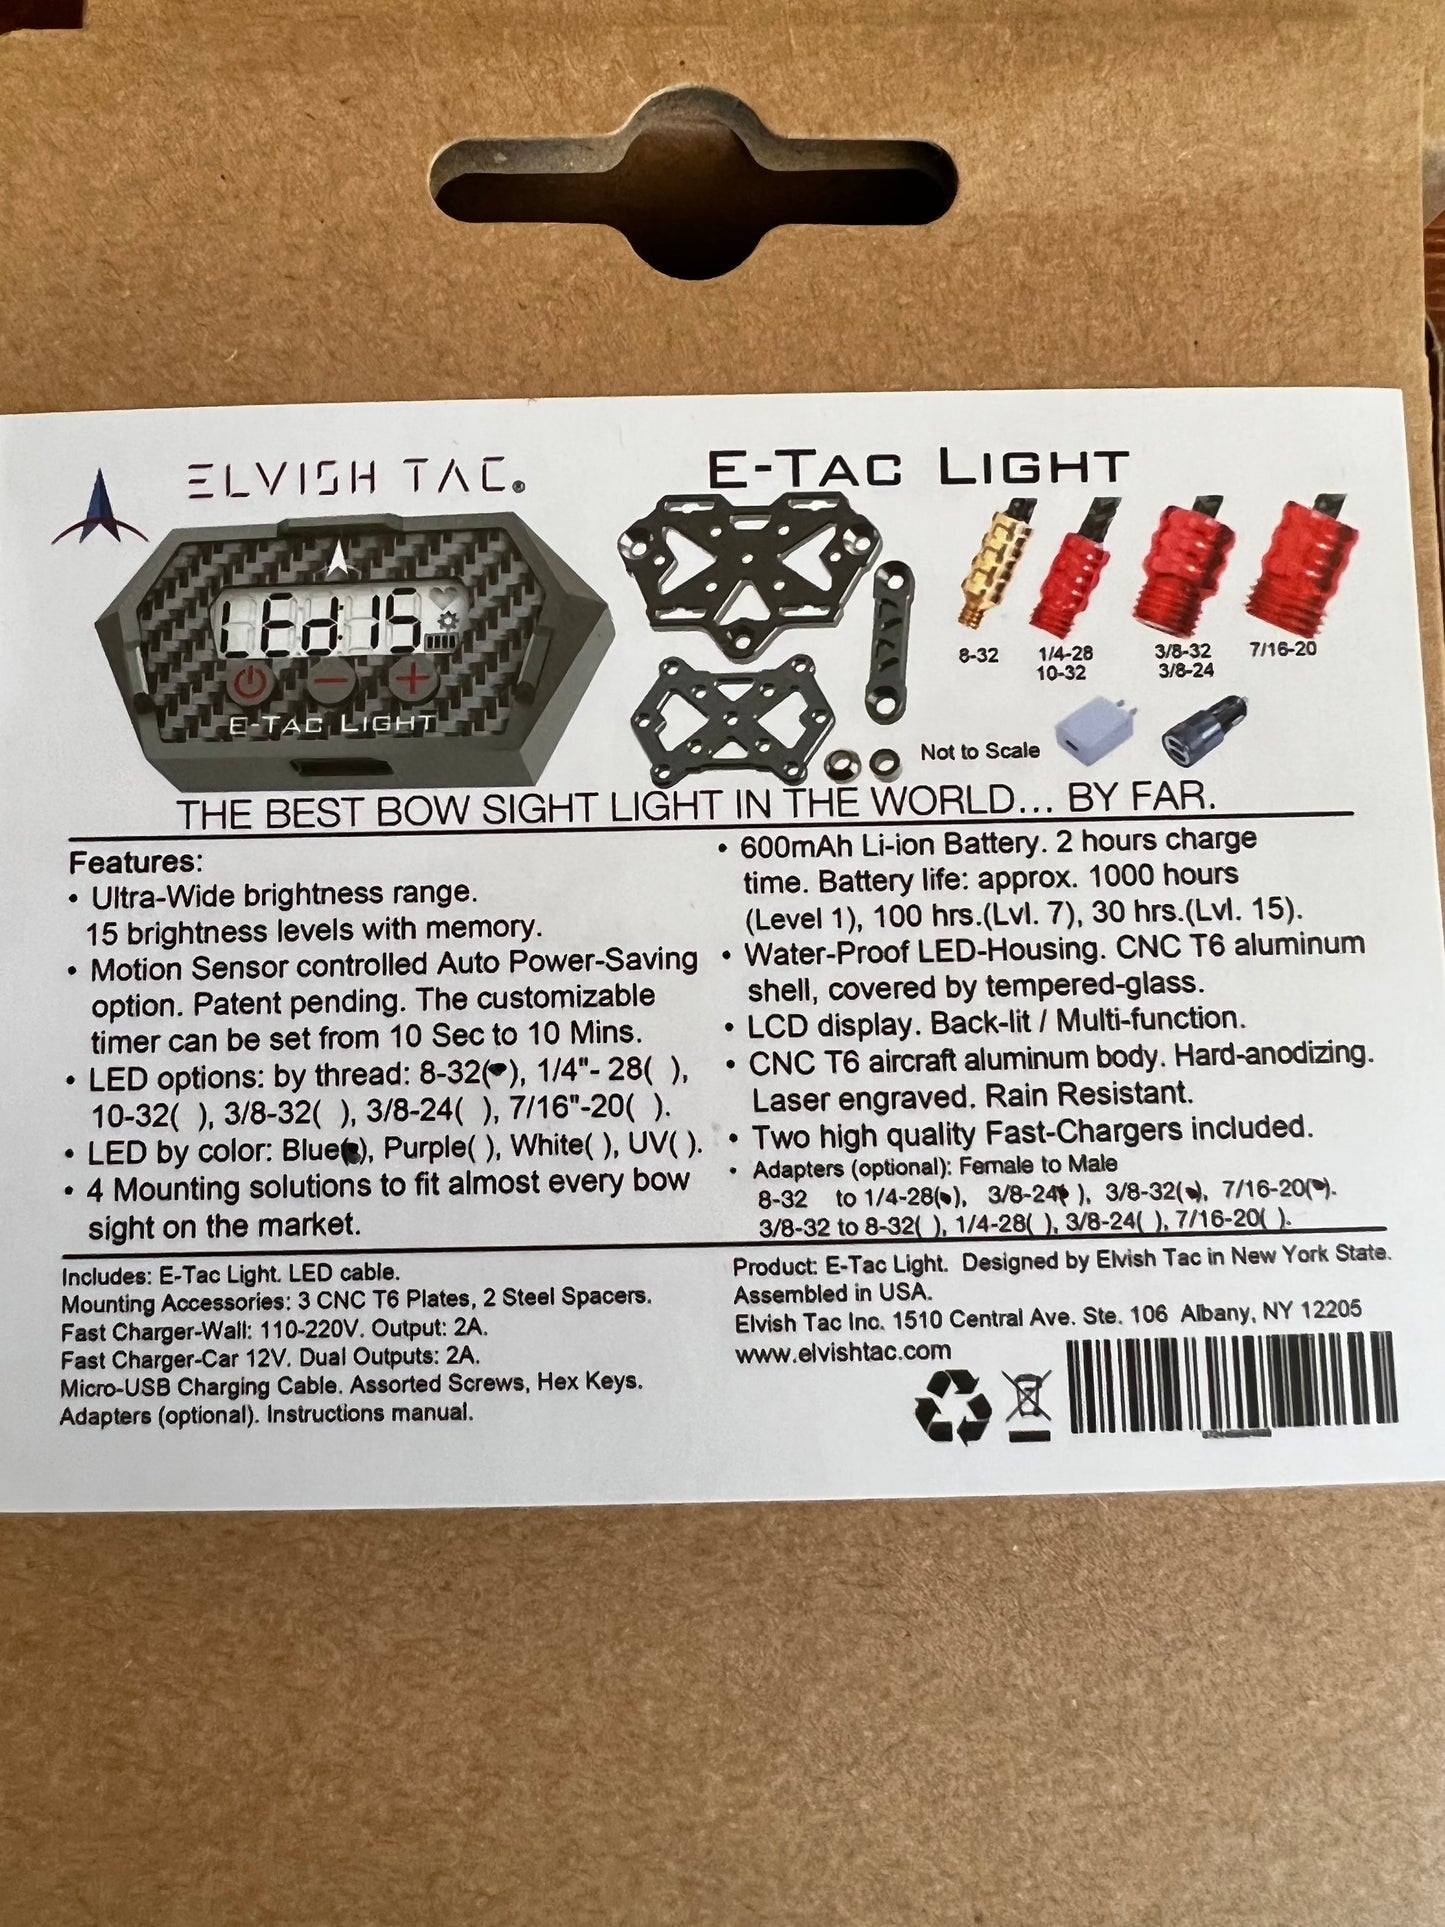 ELVISH TAC®
E-TAC LIGHT
LEd:15
E-TAC LIGHT
8-32
1/4-28
10-32
3/8-32
3/8-24
7/16-20
Not to Scale
THE BEST BOW SIGHT LIGHT IN THE WORLD... BY FAR.
Features:
• Ultra-Wide brightness range.
15 brightness levels with memory.
• Motion Sensor controlled Auto Power-Saving
option. Patent pending. The customizable
timer can be set from 10 Sec to 10 Mins.
• LED options: by thread: 8-32(•), 1/4"- 28( ),
10-32( ), 3/8-32( ), 3/8-24( ), 7/16"-20( ).
• LED by color: Blue(•), Purple( ), White( ), UV( ).
• 4 Mounting solutions to fit almost every bow
sight on the market.
• 600mAh Li-ion Battery. 2 hours charge
time. Battery life: approx. 1000 hours
(Level 1), 100 hrs.(Lvl. 7), 30 hrs.(Lvl. 15).
• Water-Proof LED-Housing. CNC T6 aluminum
shell, covered by tempered-glass.
• LCD display. Back-lit / Multi-function.
• CNC T6 aircraft aluminum body. Hard-anodizing.
Laser engraved. Rain Resistant.
• Two high quality Fast-Chargers included.
• Adapters (optional): Female to Male
8-32 to 1/4-28(•), 3/8-24(•), 3/8-32(•), 7/16-20(•).
3/8-32 to 8-32( ), 1/4-28( ), 3/8-24( ), 7/16-20( ).
Includes: E-Tac Light. LED cable.
Mounting Accessories: 3 CNC T6 Plates, 2 Steel Spacers.
Fast Charger-Wall: 110-220V. Output: 2A.
Fast Charger-Car 12V. Dual Outputs: 2A.
Micro-USB Charging Cable. Assorted Screws, Hex Keys.
Adapters (optional). Instructions manual.
Product: E-Tac Light. Designed by Elvish Tac in New York State.
Assembled in USA.
Elvish Tac Inc. 1510 Central Ave. Ste. 106 Albany, NY 12205
www.elvishtac.com